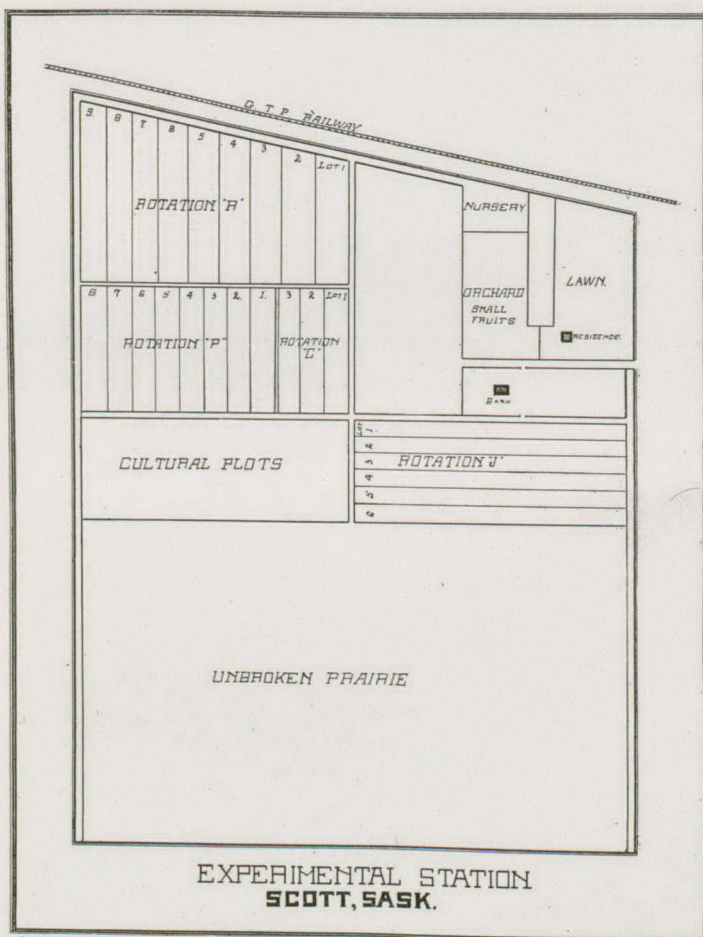 G. T. P. RAILWAY
9. 8 7 6 5 4 3 2 LOT 1
ROTATION "R"
NURSERY
LAWN.
ORCHARD
SMALL
FRUITS
RESIDENCE.
8 7 6 5 4 3 2. 1. 3 2 LOT 1
ROTATION "P"
ROTATION
"C"
BARN
CULTURAL PLOTS
LOT 1
2
3
4
5
6
ROTATION "J"
UNBROKEN PRAIRIE
EXPERIMENTAL STATION
SCOTT, SASK.